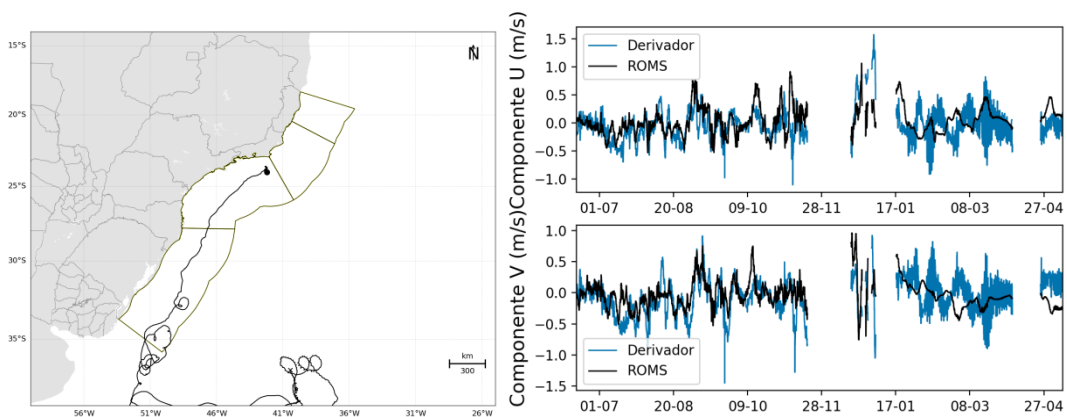 15°S
20°S
25°S
30°S
35°S
56°W
51°W
46°W
41°W
36°W
31°W
26°W
N
km
300
Componente U (m/s)
1.5
1.0
0.5
0.0
−0.5
−1.0
Derivador
ROMS
01-07
20-08
09-10
28-11
17-01
08-03
27-04
Componente V (m/s)
1.0
0.5
0.0
−0.5
−1.0
−1.5
Derivador
ROMS
01-07
20-08
09-10
28-11
17-01
08-03
27-04